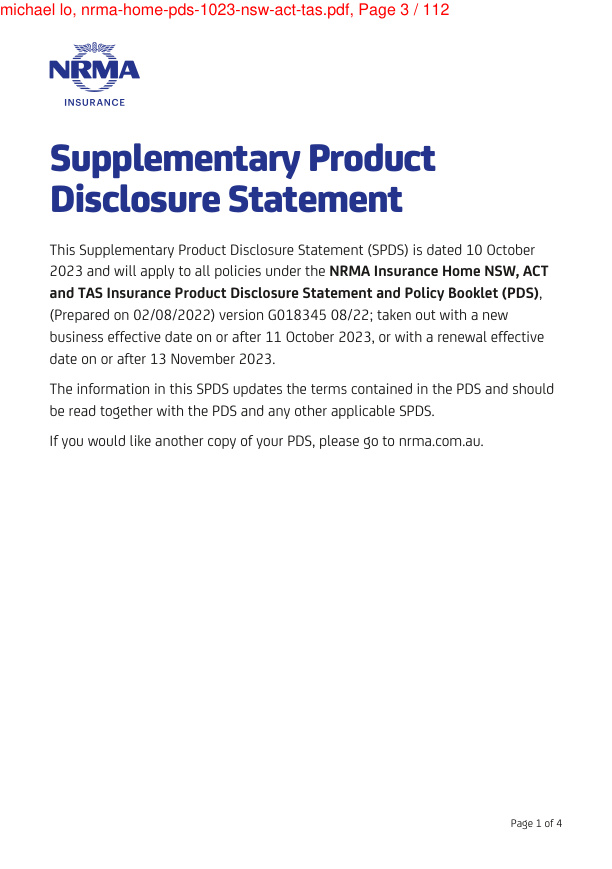 michael lo, nrma-home-pds-1023-nsw-act-tas.pdf, Page 3 / 112
NRMA
INSURANCE
Supplementary Product
Disclosure Statement
This Supplementary Product Disclosure Statement (SPDS) is dated 10 October
2023 and will apply to all policies under the NRMA Insurance Home NSW, ACT
and TAS Insurance Product Disclosure Statement and Policy Booklet (PDS),
(Prepared on 02/08/2022) version G018345 08/22; taken out with a new
business effective date on or after 11 October 2023, or with a renewal effective
date on or after 13 November 2023.
The information in this SPDS updates the terms contained in the PDS and should
be read together with the PDS and any other applicable SPDS.
If you would like another copy of your PDS, please go to nrma.com.au.
Page 1 of 4